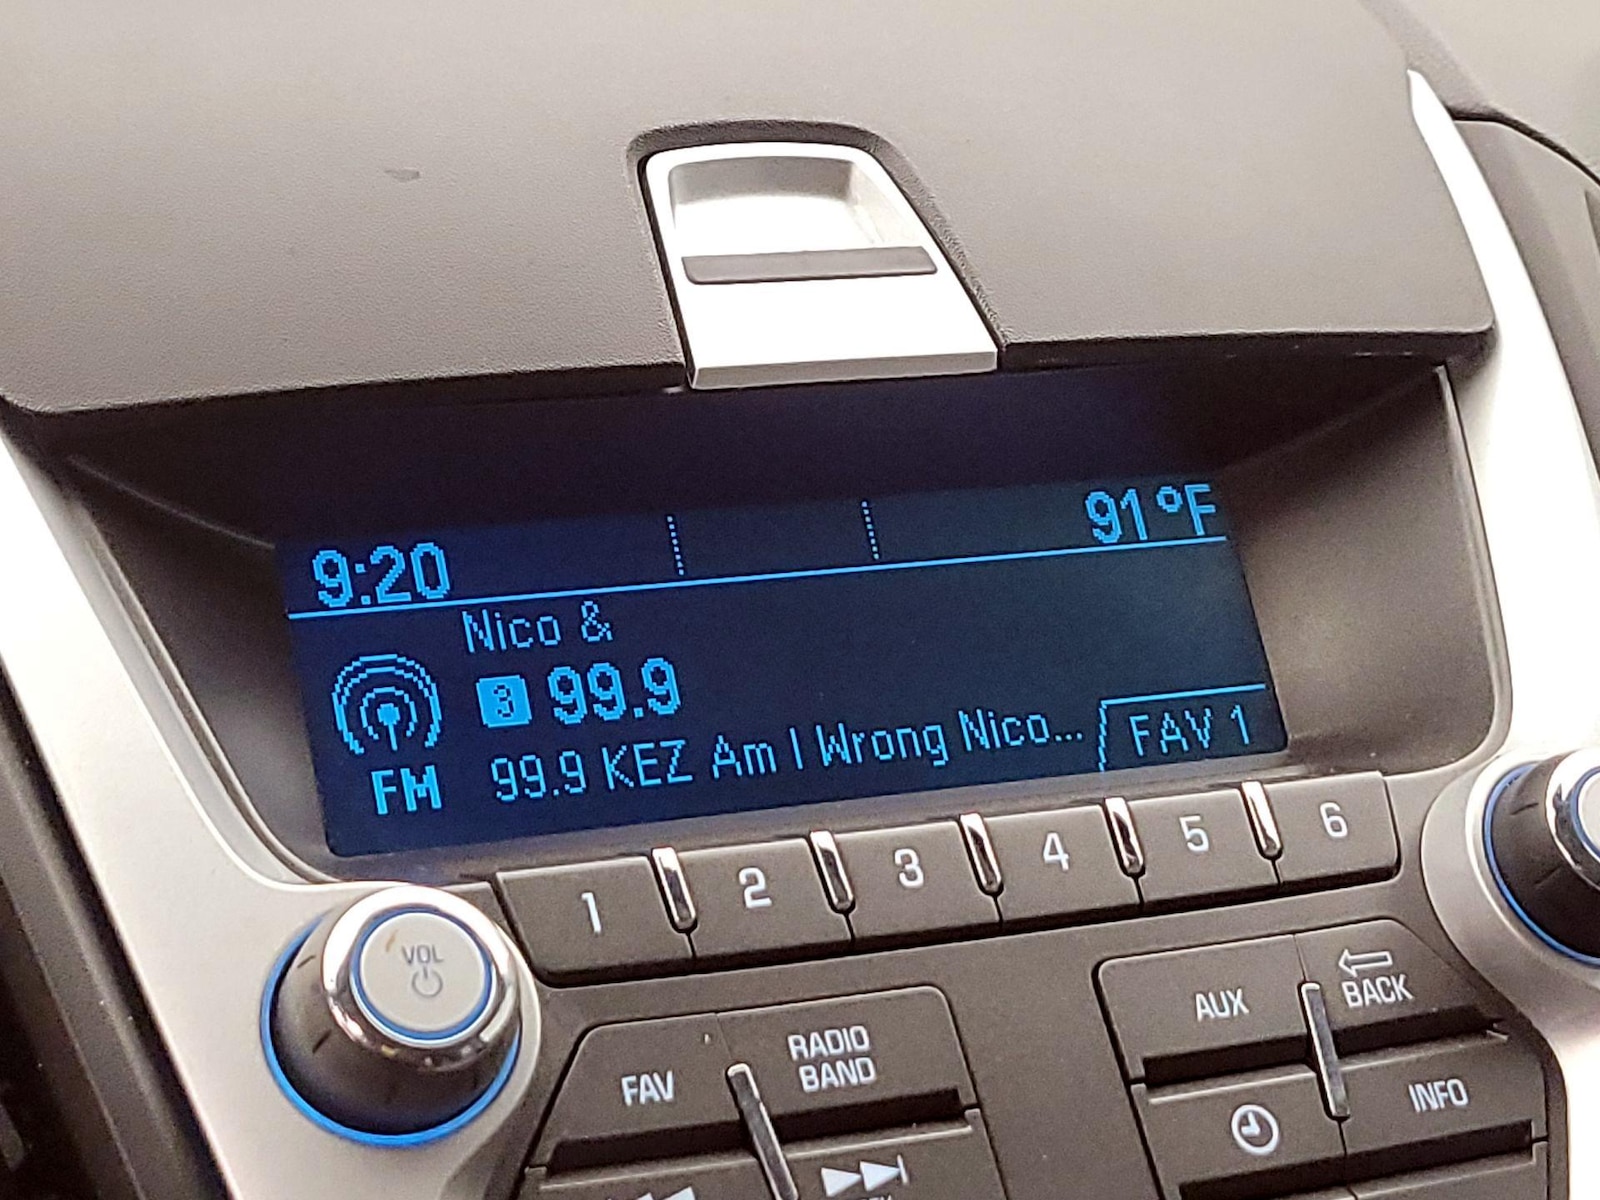 9:20 91°F
Nico &
3 99.9
FM 99.9 KEZ Am I Wrong Nico... FAV 1
1 2 3 4 5 6
VOL
FAV
RADIO
BAND
AUX
BACK
INFO